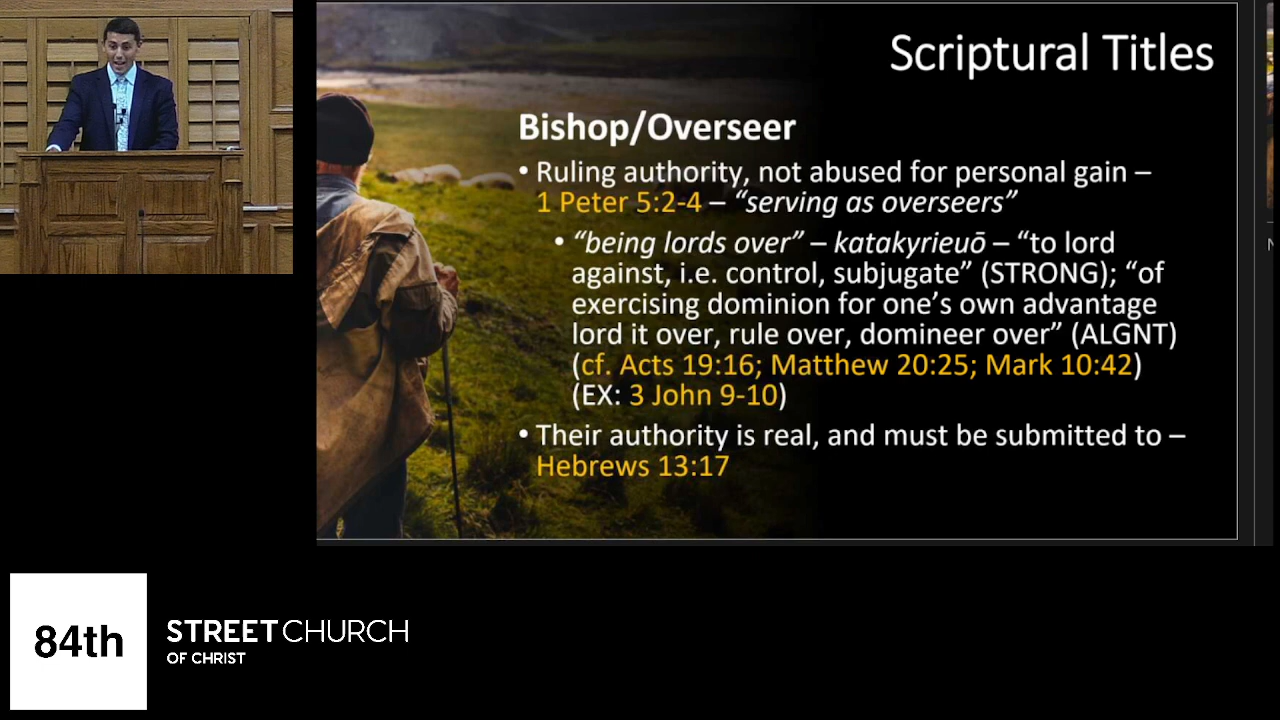 Scriptural Titles
Bishop/Overseer
• Ruling authority, not abused for personal gain –
1 Peter 5:2-4 – “serving as overseers”
• “being lords over” – katakyrieuō – “to lord
against, i.e. control, subjugate” (STRONG); “of
exercising dominion for one’s own advantage
lord it over, rule over, domineer over” (ALGNT)
(cf. Acts 19:16; Matthew 20:25; Mark 10:42)
(EX: 3 John 9-10)
• Their authority is real, and must be submitted to –
Hebrews 13:17
84th
STREET CHURCH
OF CHRIST